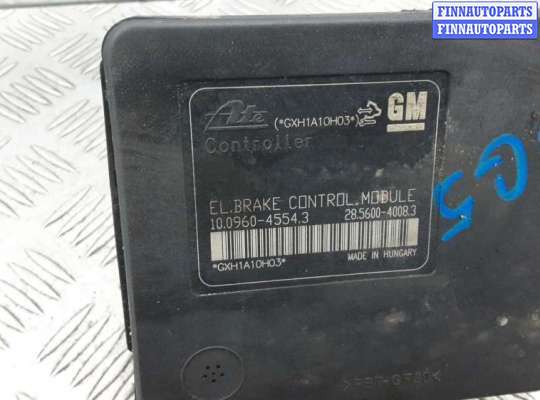 FINNAUTOPARTS
FINNAUTOPARTS
Ate (*GXH1A10H03*) GM
Controller
EL.BRAKE CONTROL.MODULE
10.0960-4554.3 28.5600-4008.3
*GXH1A10H03* MADE IN HUNGARY
G5